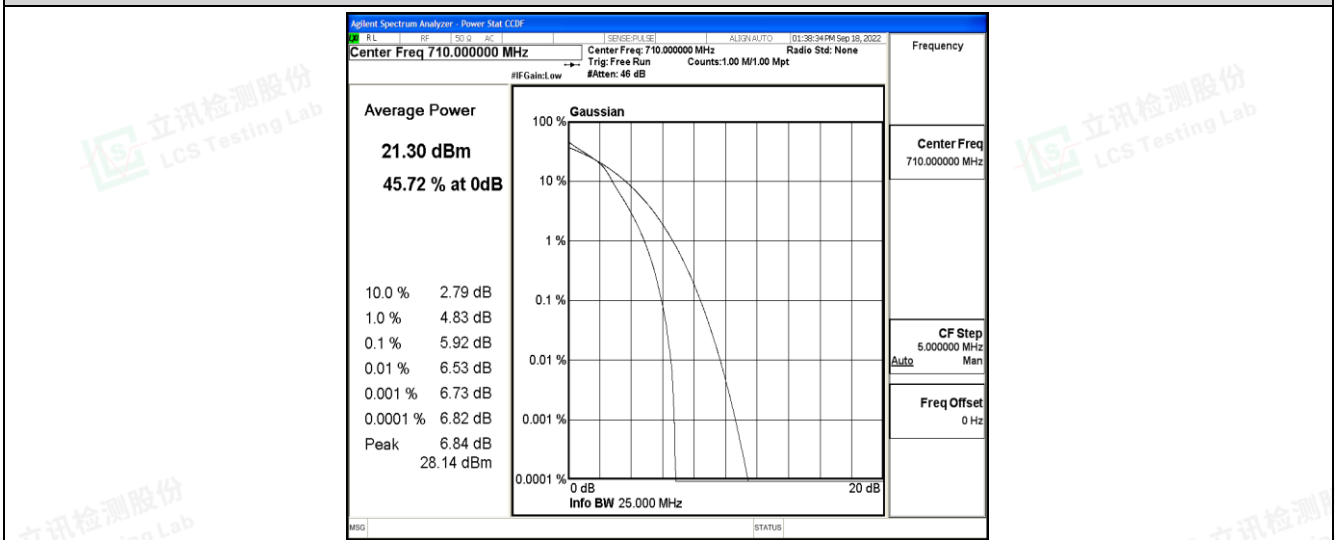 Agilent Spectrum Analyzer - Power Stat CCDF
LXI RL RF 50 Ω AC SENSE:PULSE ALIGN AUTO 01:38:34 PM Sep 18, 2022
Center Freq 710.000000 MHz
Center Freq: 710.000000 MHz Radio Std: None
Trig: Free Run Counts:1.00 M/1.00 Mpt
#IFGain:Low #Atten: 46 dB
Frequency
Average Power
21.30 dBm
45.72 % at 0dB
10.0 % 2.79 dB
1.0 % 4.83 dB
0.1 % 5.92 dB
0.01 % 6.53 dB
0.001 % 6.73 dB
0.0001 % 6.82 dB
Peak 6.84 dB
28.14 dBm
Gaussian
100 %
10 %
1 %
0.1 %
0.01 %
0.001 %
0.0001 %
0 dB 20 dB
Info BW 25.000 MHz
Center Freq
710.000000 MHz
CF Step
5.000000 MHz
Auto Man
Freq Offset
0 Hz
MSG STATUS
立讯检测股份
LCS Testing Lab
立讯检测股份
LCS Testing Lab
立讯检测股份